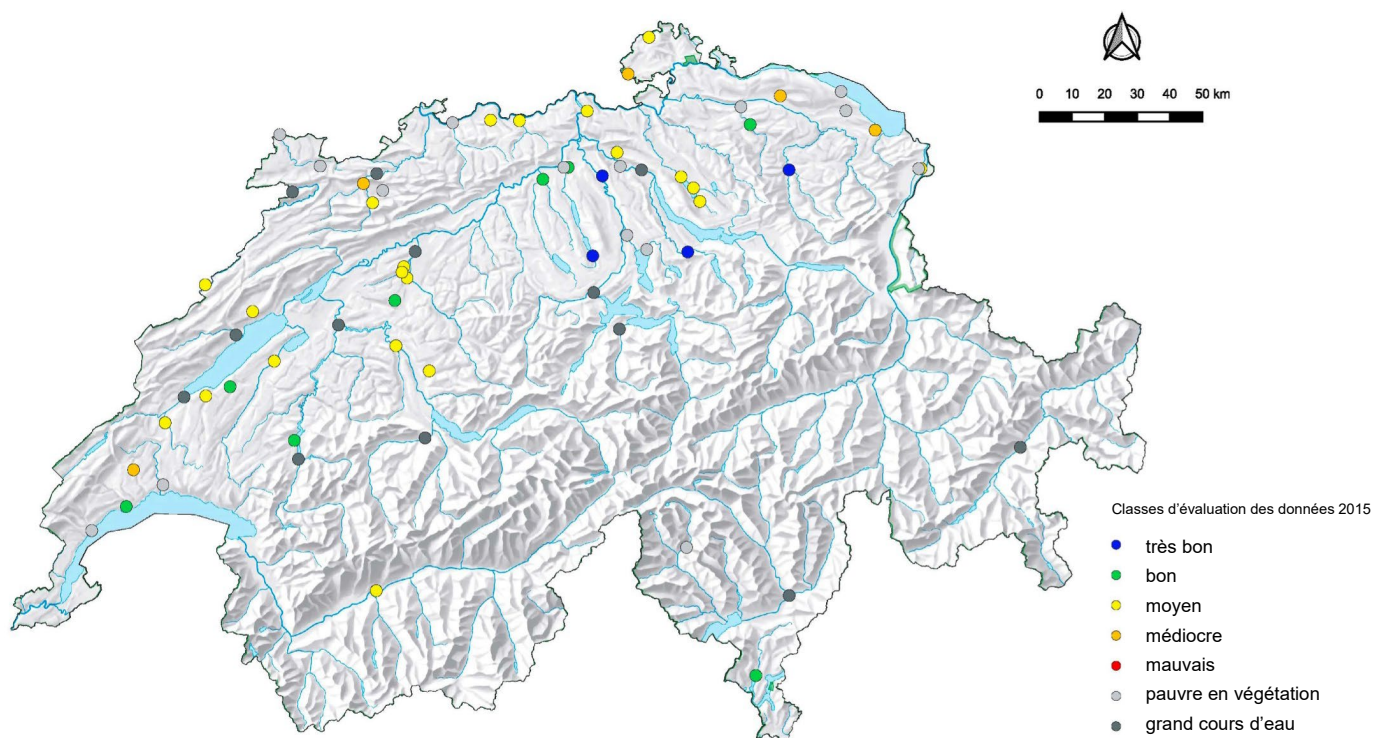 0 10 20 30 40 50 km
Classes d'évaluation des données 2015
très bon
bon
moyen
médiocre
mauvais
pauvre en végétation
grand cours d'eau